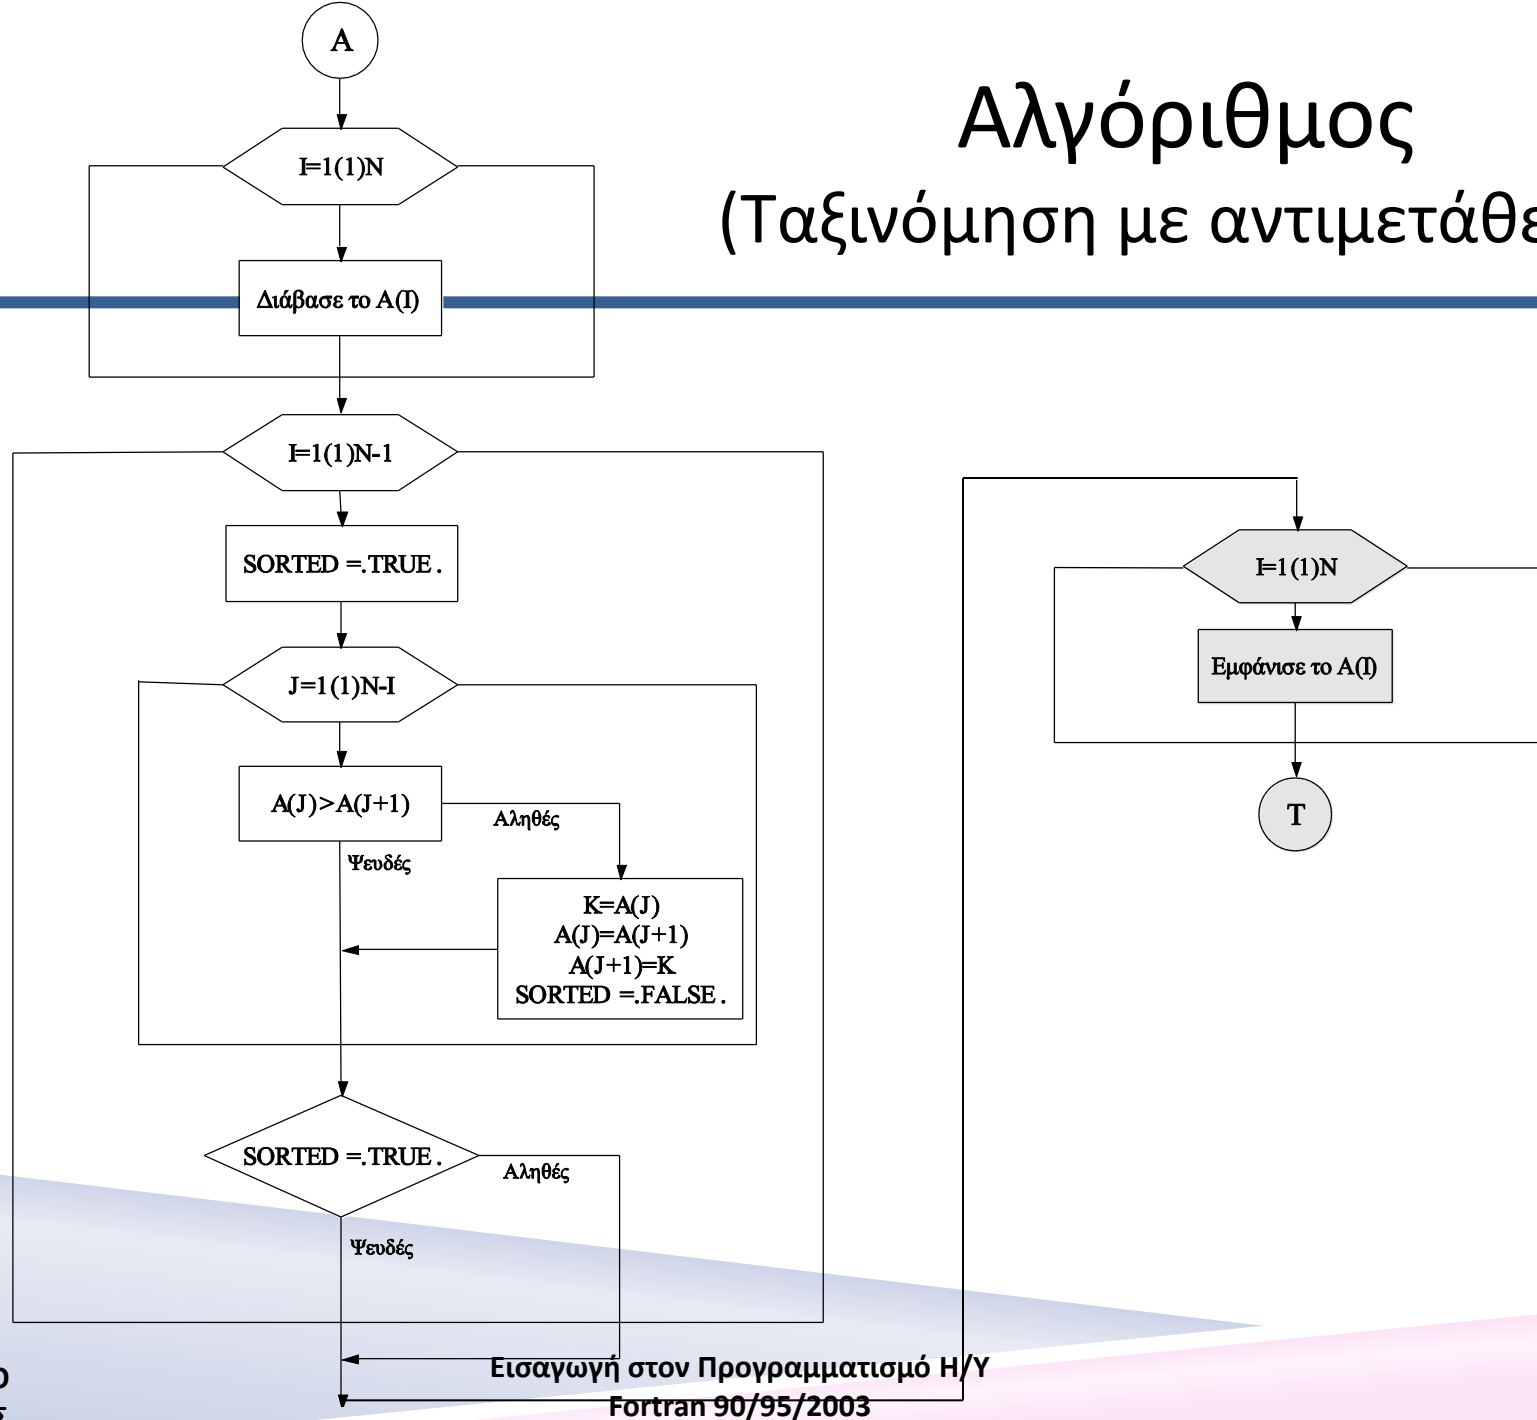 Αλγόριθμος
(Ταξινόμηση με αντιμετάθε
A
I=1(1)N
Διάβασε το A(I)
I=1(1)N-1
SORTED =.TRUE.
J=1(1)N-I
A(J)>A(J+1)
Αληθές
Ψευδές
K=A(J)
A(J)=A(J+1)
A(J+1)=K
SORTED =.FALSE.
SORTED =.TRUE.
Αληθές
Ψευδές
I=1(1)N
Εμφάνισε το A(I)
T
Εισαγωγή στον Προγραμματισμό Η/Υ
Fortran 90/95/2003